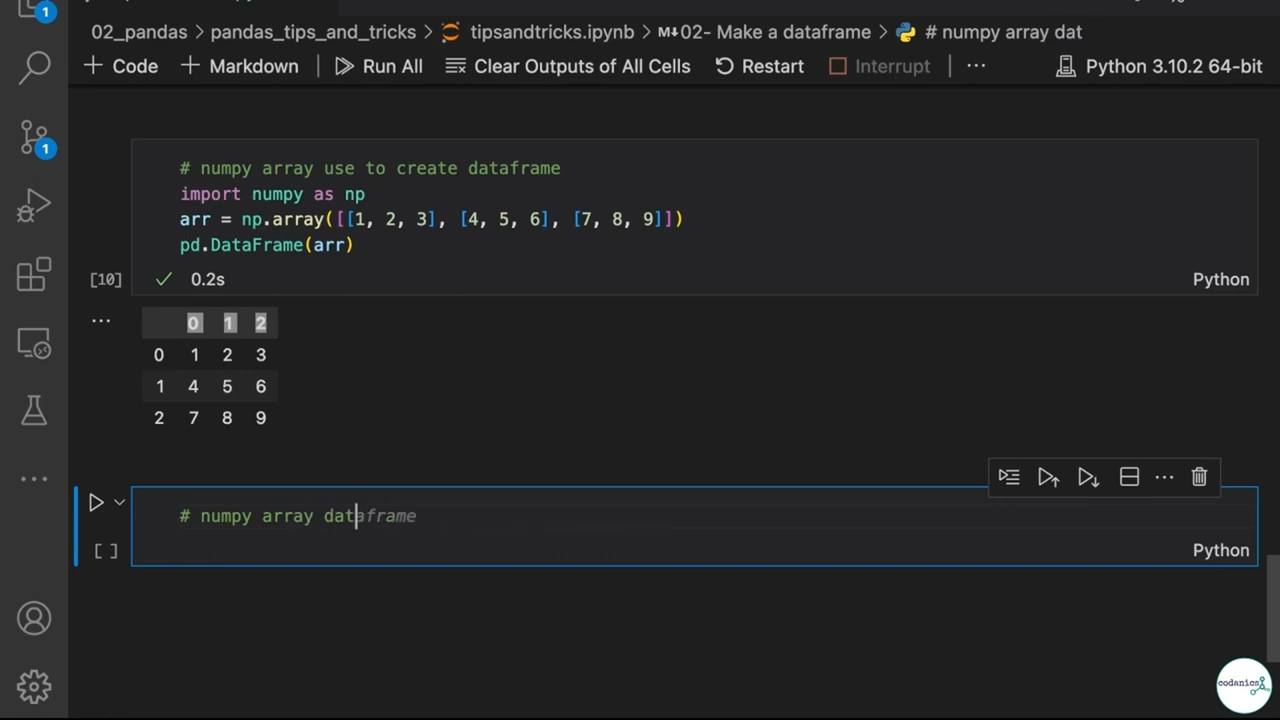 1
02_pandas > pandas_tips_and_tricks > tipsandtricks.ipynb > M↓02- Make a dataframe > # numpy array dat
+ Code + Markdown Run All Clear Outputs of All Cells Restart Interrupt ... Python 3.10.2 64-bit
1
# numpy array use to create dataframe
import numpy as np
arr = np.array([[1, 2, 3], [4, 5, 6], [7, 8, 9]])
pd.DataFrame(arr)
[10] ✓ 0.2s Python
... 0 1 2
0 1 2 3
1 4 5 6
2 7 8 9
...
# numpy array dataframe
[ ] Python
codanics